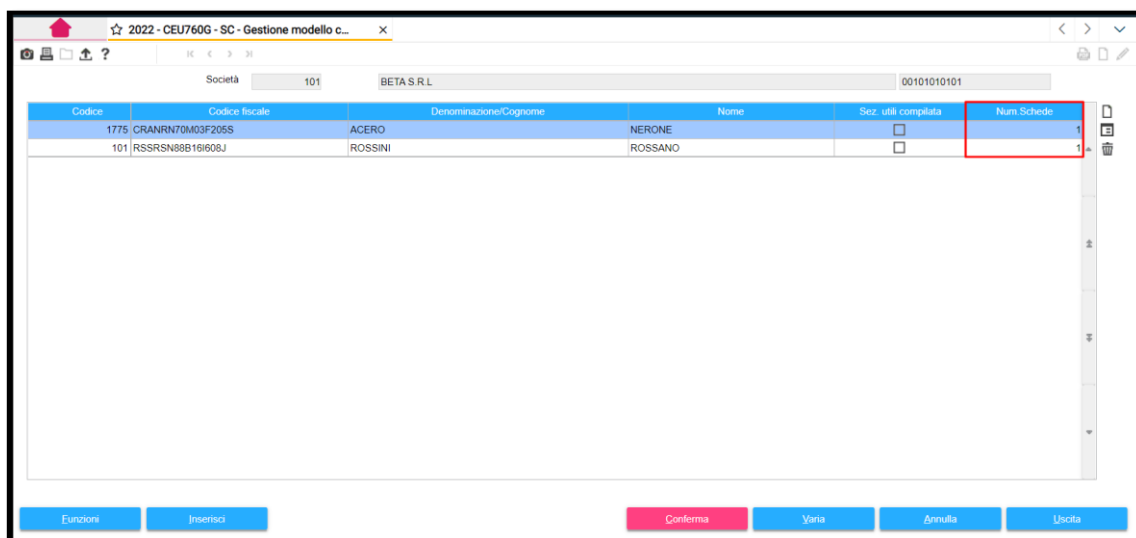 2022 - CEU760G - SC - Gestione modello c...
?
Società 101 BETA S.R.L 00101010101
Codice Codice fiscale Denominazione/Cognome Nome Sez. utili compilata Num.Schede
1775 CRANRN70M03F205S ACERO NERONE 1
101 RSSRSN88B16I608J ROSSINI ROSSANO 1
Funzioni Inserisci Conferma Varia Annulla Uscita